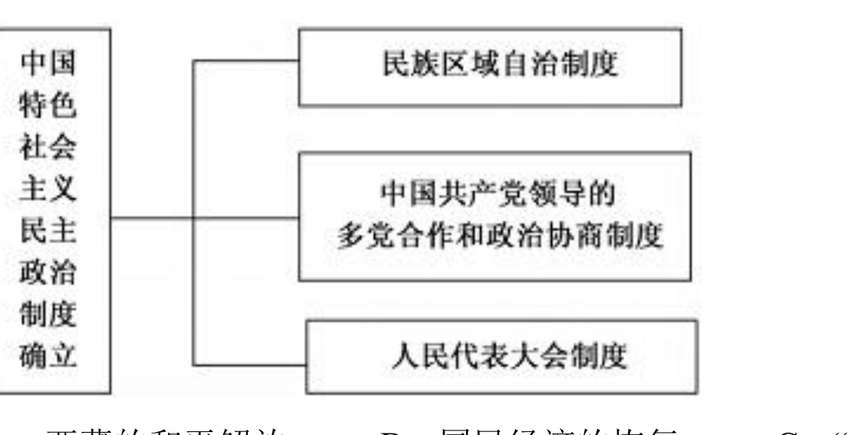 中国
特色
社会
主义
民主
政治
制度
确立
民族区域自治制度
中国共产党领导的
多党合作和政治协商制度
人民代表大会制度